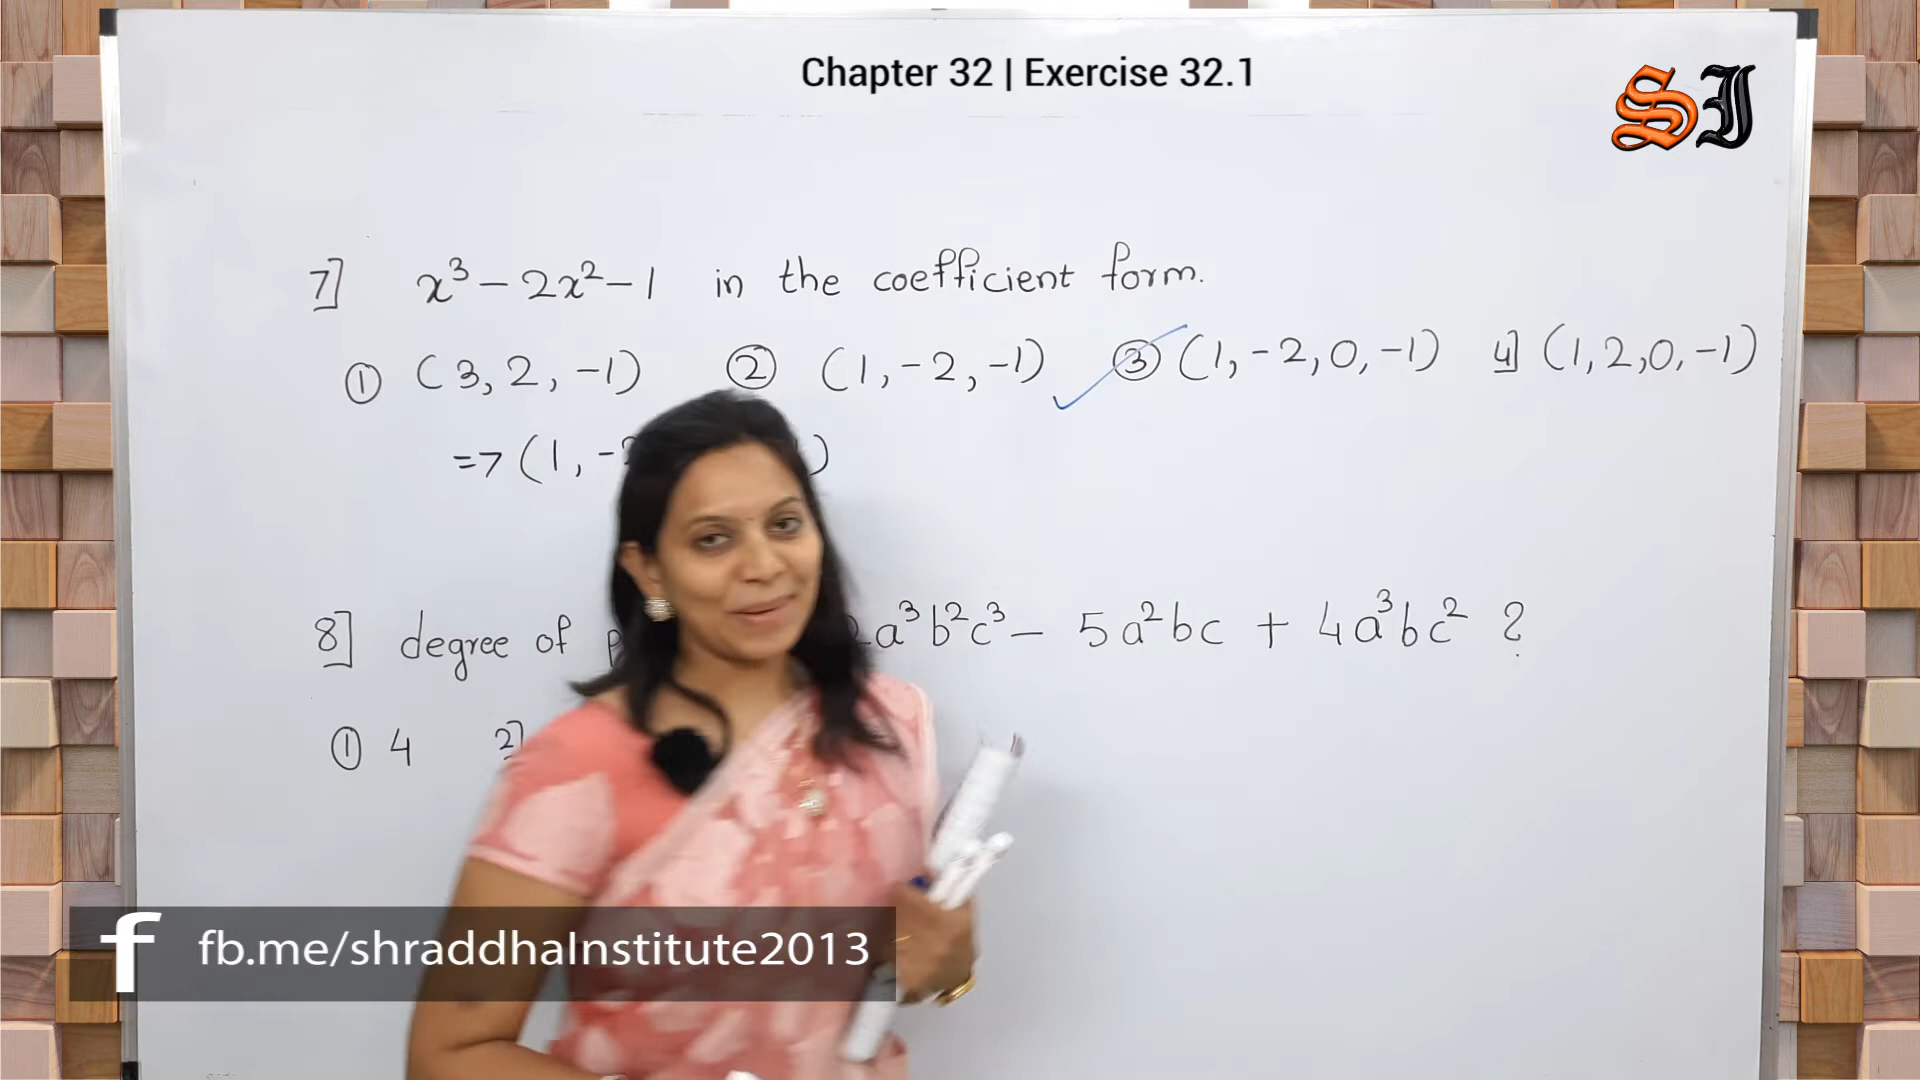 Chapter 32 | Exercise 32.1
SI
7] x³ - 2x² - 1 in the coefficient form.
① (3, 2, -1) ② (1, -2, -1) ③ (1, -2, 0, -1) 4] (1, 2, 0, -1)
=> (1, - )
8] degree of a³b²c³ - 5a²bc + 4a³bc² ?
① 4 2]
f fb.me/shraddhaInstitute2013